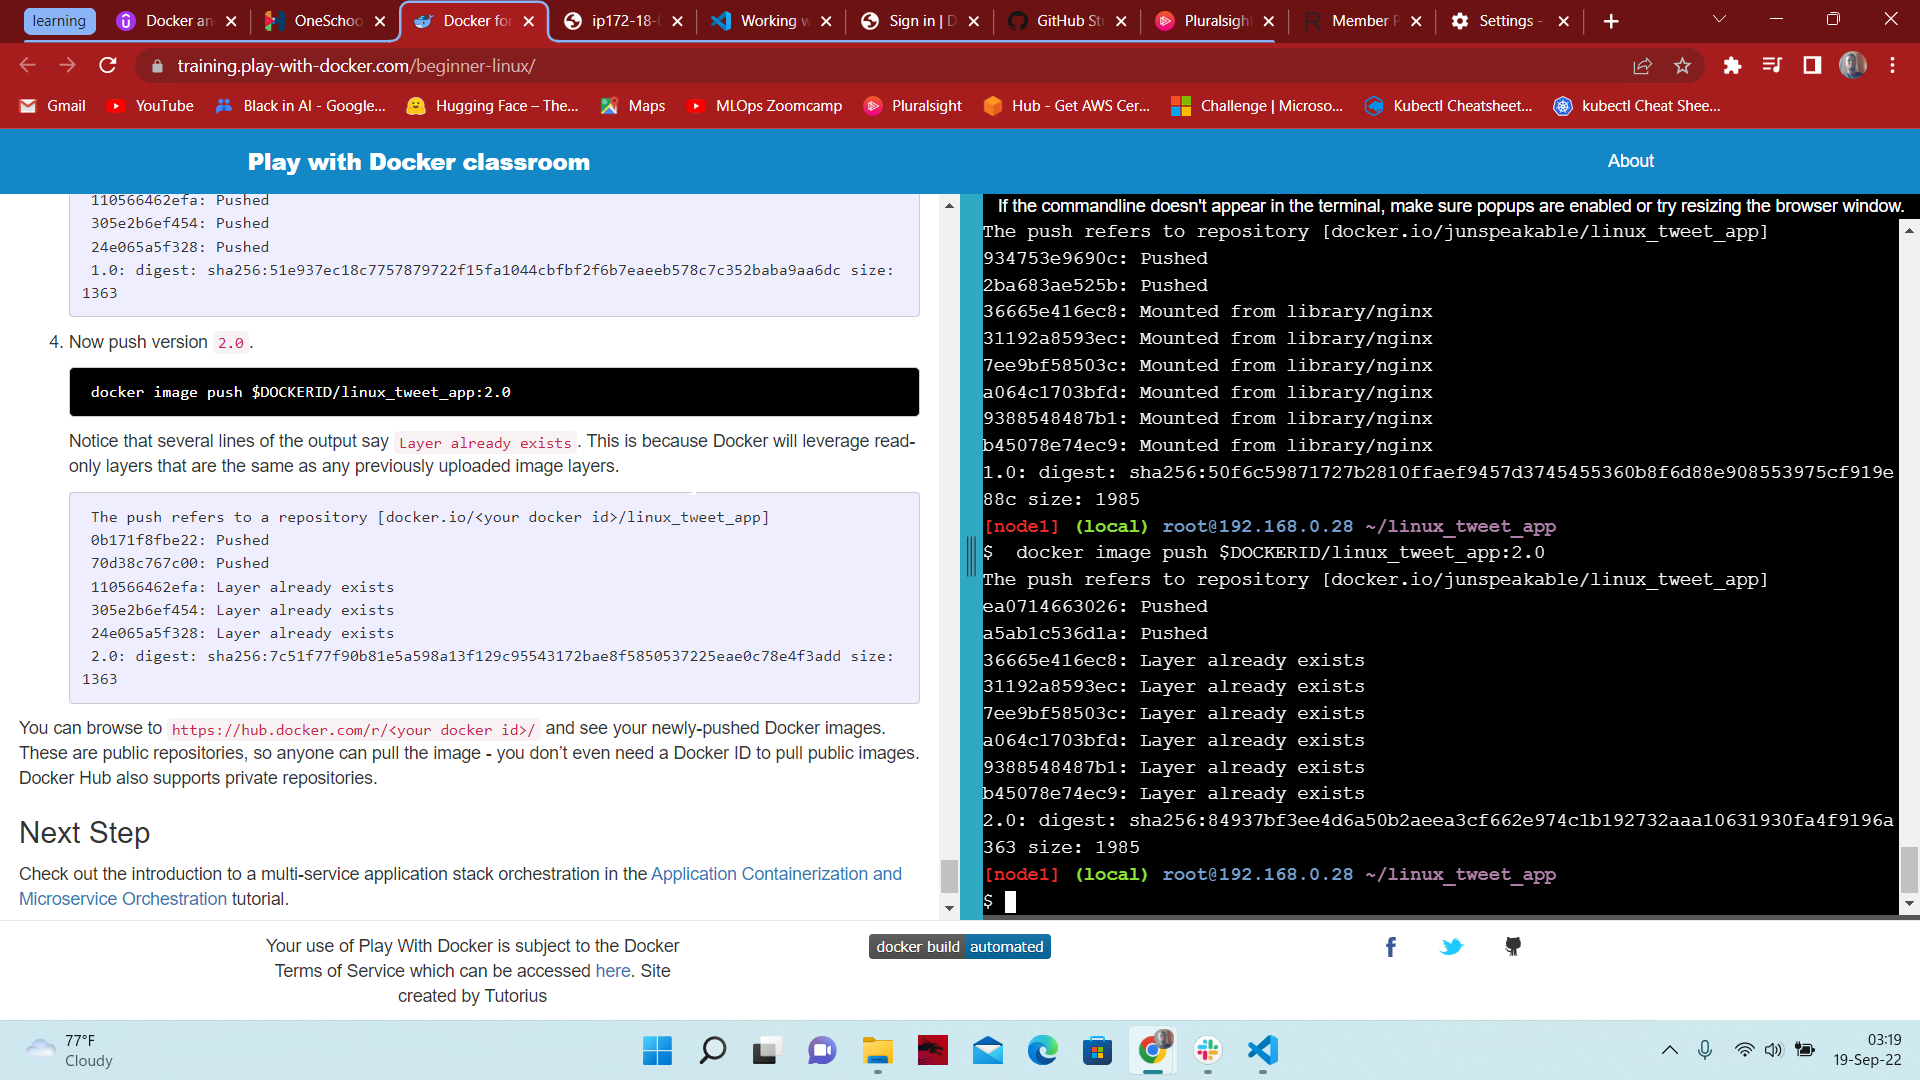 learning
Docker an
OneSchoo
Docker for
ip172-18-
Working w
Sign in | D
GitHub St
Pluralsight
Member P
Settings -
training.play-with-docker.com/beginner-linux/
Gmail
YouTube
Black in AI - Google...
Hugging Face – The...
Maps
MLOps Zoomcamp
Pluralsight
Hub - Get AWS Cer...
Challenge | Microso...
Kubectl Cheatsheet...
kubectl Cheat Shee...
Play with Docker classroom
About
110566462efa: Pushed
305e2b6ef454: Pushed
24e065a5f328: Pushed
1.0: digest: sha256:51e937ec18c7757879722f15fa1044cbfbf2f6b7eaeeb578c7c352baba9aa6dc size:
1363
4. Now push version 2.0 .
docker image push $DOCKERID/linux_tweet_app:2.0
Notice that several lines of the output say Layer already exists . This is because Docker will leverage read-
only layers that are the same as any previously uploaded image layers.
The push refers to a repository [docker.io/<your docker id>/linux_tweet_app]
0b171f8fbe22: Pushed
70d38c767c00: Pushed
110566462efa: Layer already exists
305e2b6ef454: Layer already exists
24e065a5f328: Layer already exists
2.0: digest: sha256:7c51f77f90b81e5a598a13f129c95543172bae8f5850537225eae0c78e4f3add size:
1363
You can browse to https://hub.docker.com/r/<your docker id>/ and see your newly-pushed Docker images.
These are public repositories, so anyone can pull the image - you don’t even need a Docker ID to pull public images.
Docker Hub also supports private repositories.
Next Step
Check out the introduction to a multi-service application stack orchestration in the Application Containerization and
Microservice Orchestration tutorial.
If the commandline doesn't appear in the terminal, make sure popups are enabled or try resizing the browser window.
The push refers to repository [docker.io/junspeakable/linux_tweet_app]
934753e9690c: Pushed
2ba683ae525b: Pushed
36665e416ec8: Mounted from library/nginx
31192a8593ec: Mounted from library/nginx
7ee9bf58503c: Mounted from library/nginx
a064c1703bfd: Mounted from library/nginx
9388548487b1: Mounted from library/nginx
b45078e74ec9: Mounted from library/nginx
1.0: digest: sha256:50f6c59871727b2810ffaef9457d3745455360b8f6d88e908553975cf919e
88c size: 1985
[node1] (local) root@192.168.0.28 ~/linux_tweet_app
$ docker image push $DOCKERID/linux_tweet_app:2.0
The push refers to repository [docker.io/junspeakable/linux_tweet_app]
ea0714663026: Pushed
a5ab1c536d1a: Pushed
36665e416ec8: Layer already exists
31192a8593ec: Layer already exists
7ee9bf58503c: Layer already exists
a064c1703bfd: Layer already exists
9388548487b1: Layer already exists
b45078e74ec9: Layer already exists
2.0: digest: sha256:84937bf3ee4d6a50b2aeea3cf662e974c1b192732aaa10631930fa4f9196a
363 size: 1985
[node1] (local) root@192.168.0.28 ~/linux_tweet_app
$
Your use of Play With Docker is subject to the Docker
Terms of Service which can be accessed here. Site
created by Tutorius
docker build automated
77°F
Cloudy
03:19
19-Sep-22